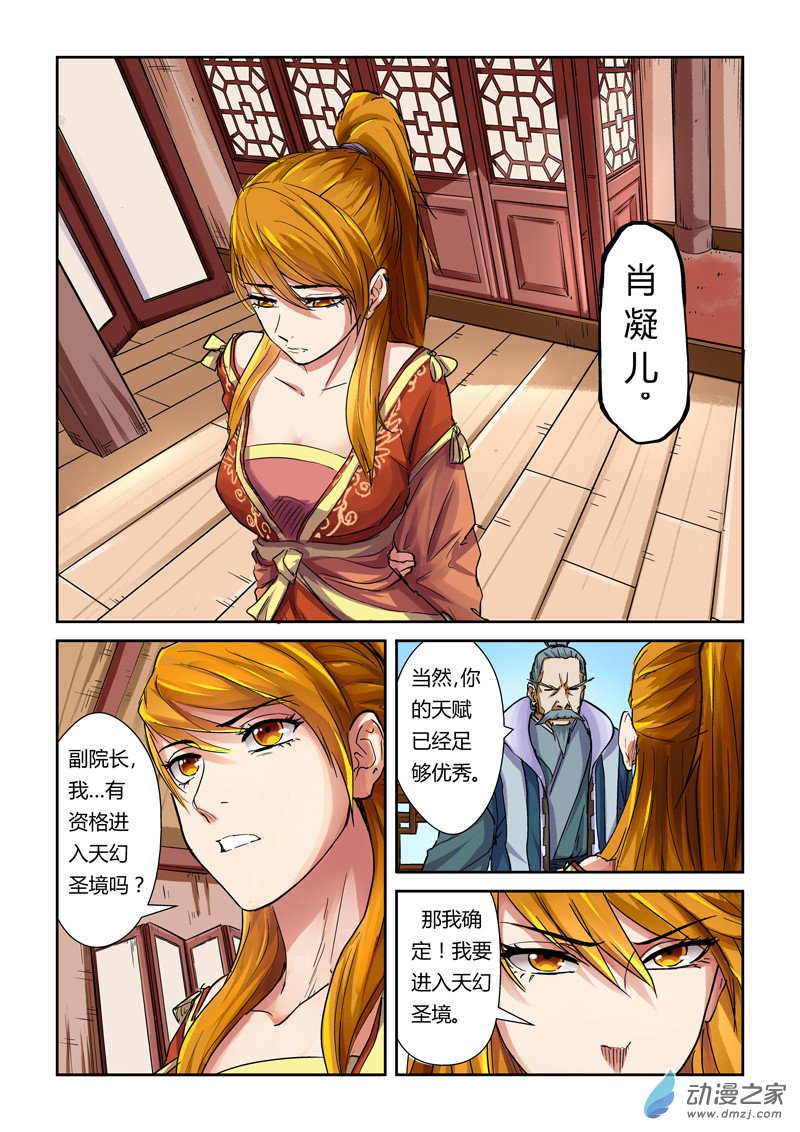 肖凝儿。
副院长，
我…有
资格进
入天幻
圣境吗？
当然，你
的天赋
已经足
够优秀。
那我确
定！我要
进入天幻
圣境。
动漫之家
www.dmzj.com